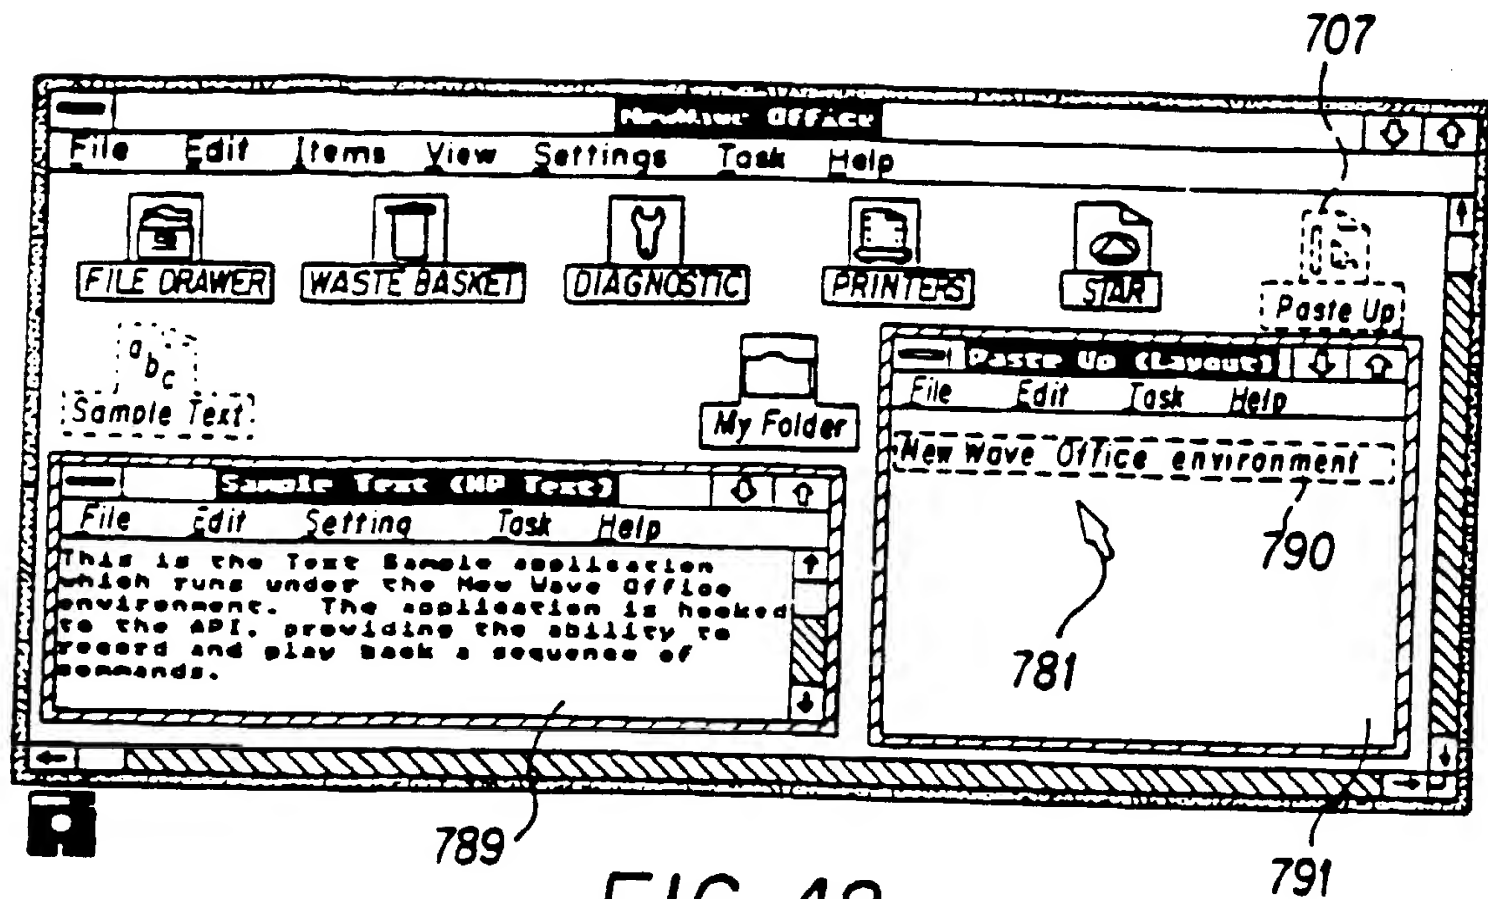 707
NewWave Office
File Edit Items View Settings Task Help
FILE DRAWER WASTE BASKET DIAGNOSTIC PRINTERS STAR Paste Up
abc
Sample Text
My Folder
Paste Up (Layout)
File Edit Task Help
New Wave Office environment
790
781
Sample Text (HP Text)
File Edit Setting Task Help
This is the Text Sample application
which runs under the New Wave Office
environment. The application is hooked
to the API, providing the ability to
record and play back a sequence of
commands.
789
791